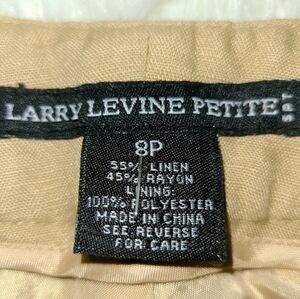 LARRY LEVINE PETITE SPT
8P
55% LINEN
45% RAYON
LINING:
100% POLYESTER
MADE IN CHINA
SEE REVERSE
FOR CARE